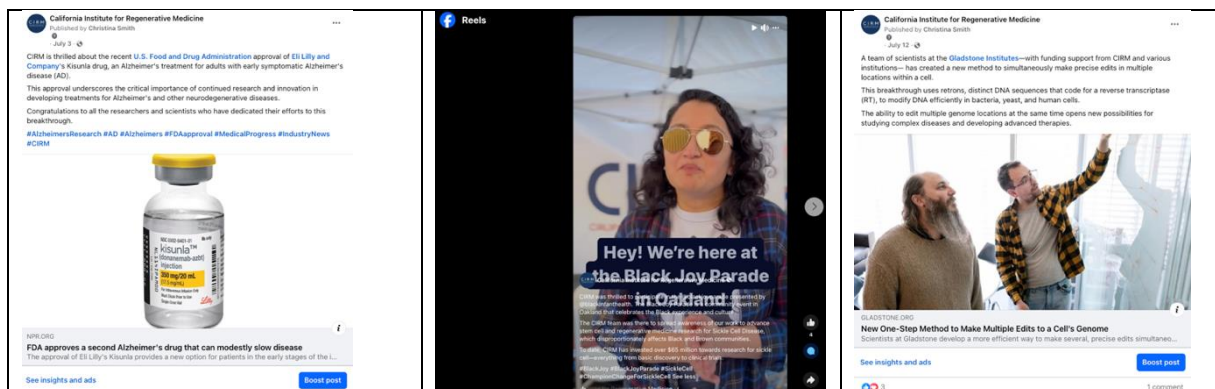 California Institute for Regenerative Medicine
Published by Christina Smith
July 3
CIRM is thrilled about the recent U.S. Food and Drug Administration approval of Eli Lilly and
Company's Kisunla drug, an Alzheimer's treatment for adults with early symptomatic Alzheimer's
disease (AD).
This approval underscores the critical importance of continued research and innovation in
developing treatments for Alzheimer's and other neurodegenerative diseases.
Congratulations to all the researchers and scientists who have dedicated their efforts to this
breakthrough.
#AlzheimersResearch #AD #Alzheimers #FDAapproval #MedicalProgress #IndustryNews
#CIRM
kisunla™
(donanemab-azbt)
injection
350 mg/20 mL
Lilly
NPR.ORG
FDA approves a second Alzheimer's drug that can modestly slow disease
The approval of Eli Lilly's Kisunla provides a new option for patients in the early stages of the i...
See insights and ads
Boost post
Reels
CI
Hey! We're here at
the Black Joy Parade
in Oakland
CIRM was thrilled to
presented by
community event in
Oakland that celebrates the Black experience and culture.
The CIRM team was there to spread awareness of our work to advance
stem cell and regenerative medicine research for Sickle Cell Disease,
which disproportionately affects Black and Brown communities.
To date, CIRM has invested over $65 million towards research for sickle
cell—everything from basic discovery to clinical trials.
#BlackJoy #BlackJoyParade #SickleCell
#ChampionChangeForSickleCell See less
4
California Institute for Regenerative Medicine
Published by Christina Smith
July 12
A team of scientists at the Gladstone Institutes—with funding support from CIRM and various
institutions— has created a new method to simultaneously make precise edits in multiple
locations within a cell.
This breakthrough uses retrons, distinct DNA sequences that code for a reverse transcriptase
(RT), to modify DNA efficiently in bacteria, yeast, and human cells.
The ability to edit multiple genome locations at the same time opens new possibilities for
studying complex diseases and developing advanced therapies.
GLADSTONE.ORG
New One-Step Method to Make Multiple Edits to a Cell's Genome
Scientists at Gladstone develop a more efficient way to make several, precise edits simultaneo...
See insights and ads
Boost post
3
1 comment